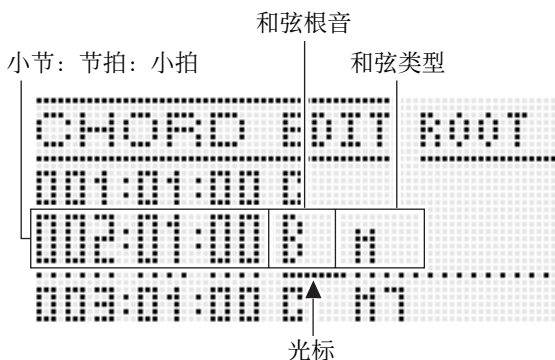 和弦根音
小节：节拍：小拍
和弦类型
CHORD EDIT ROOT
001:01:00 C
002:01:00 B M
003:01:00 C M7
光标